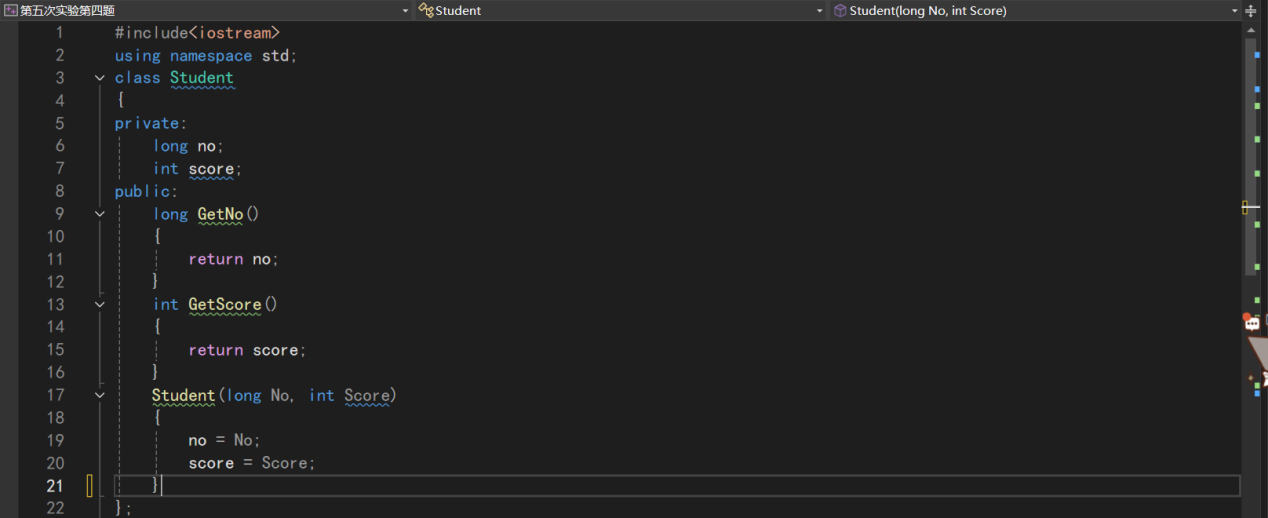 第五次实验第四题 Student Student(long No, int Score)
1 #include<iostream>
2 using namespace std;
3 class Student
4 {
5 private:
6 long no;
7 int score;
8 public:
9 long GetNo()
10 {
11 return no;
12 }
13 int GetScore()
14 {
15 return score;
16 }
17 Student(long No, int Score)
18 {
19 no = No;
20 score = Score;
21 }
22 };